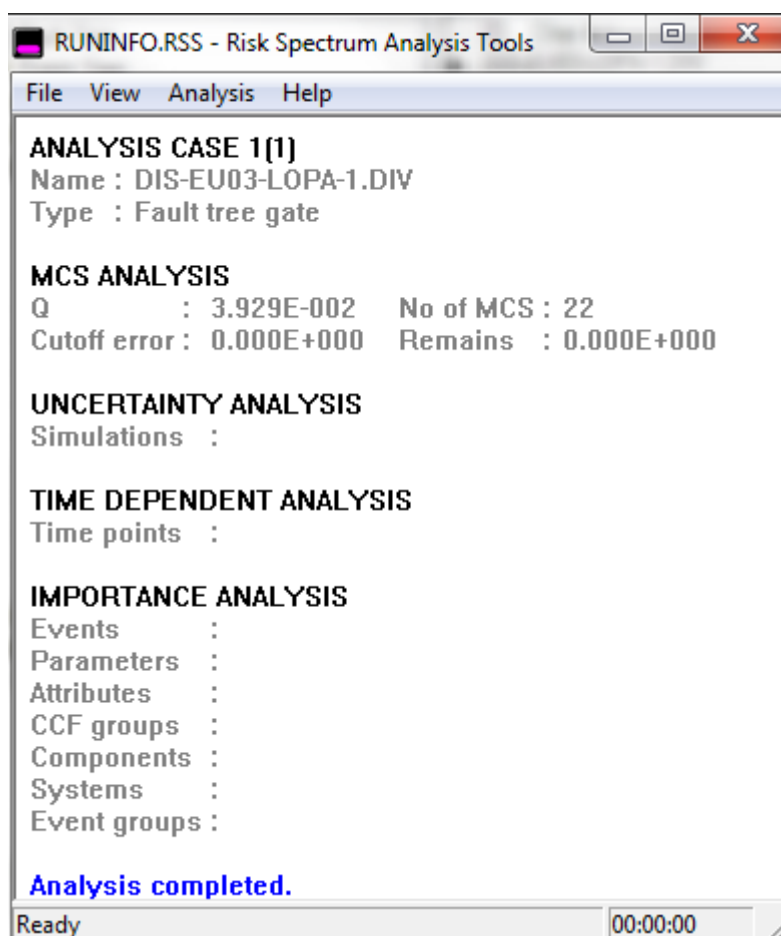 RUNINFO.RSS - Risk Spectrum Analysis Tools
File View Analysis Help
ANALYSIS CASE 1(1)
Name : DIS-EU03-LOPA-1.DIV
Type : Fault tree gate
MCS ANALYSIS
Q : 3.929E-002 No of MCS : 22
Cutoff error : 0.000E+000 Remains : 0.000E+000
UNCERTAINTY ANALYSIS
Simulations :
TIME DEPENDENT ANALYSIS
Time points :
IMPORTANCE ANALYSIS
Events :
Parameters :
Attributes :
CCF groups :
Components :
Systems :
Event groups :
Analysis completed.
Ready 00:00:00